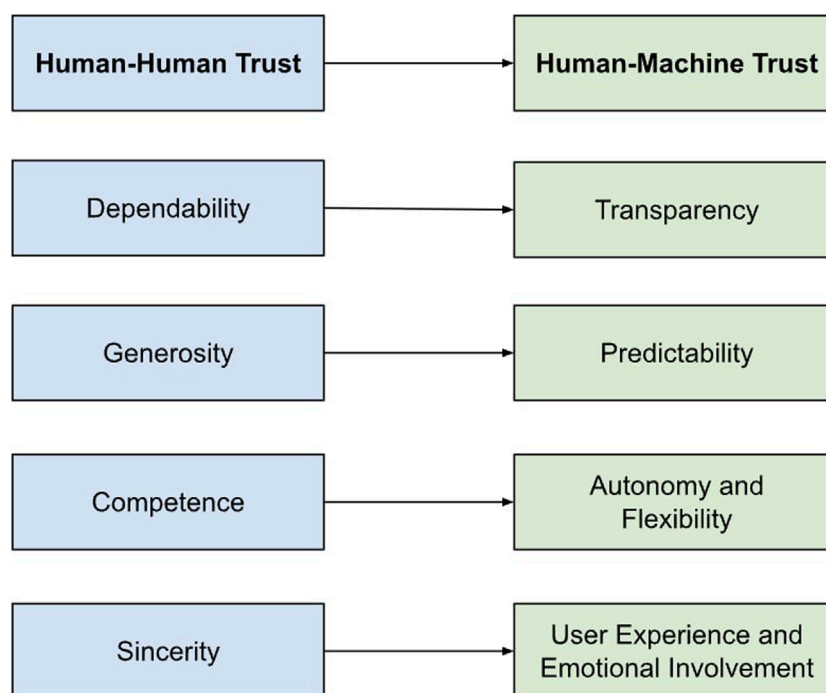 Human-Human Trust
Human-Machine Trust
Dependability
Transparency
Generosity
Predictability
Competence
Autonomy and
Flexibility
Sincerity
User Experience and
Emotional Involvement